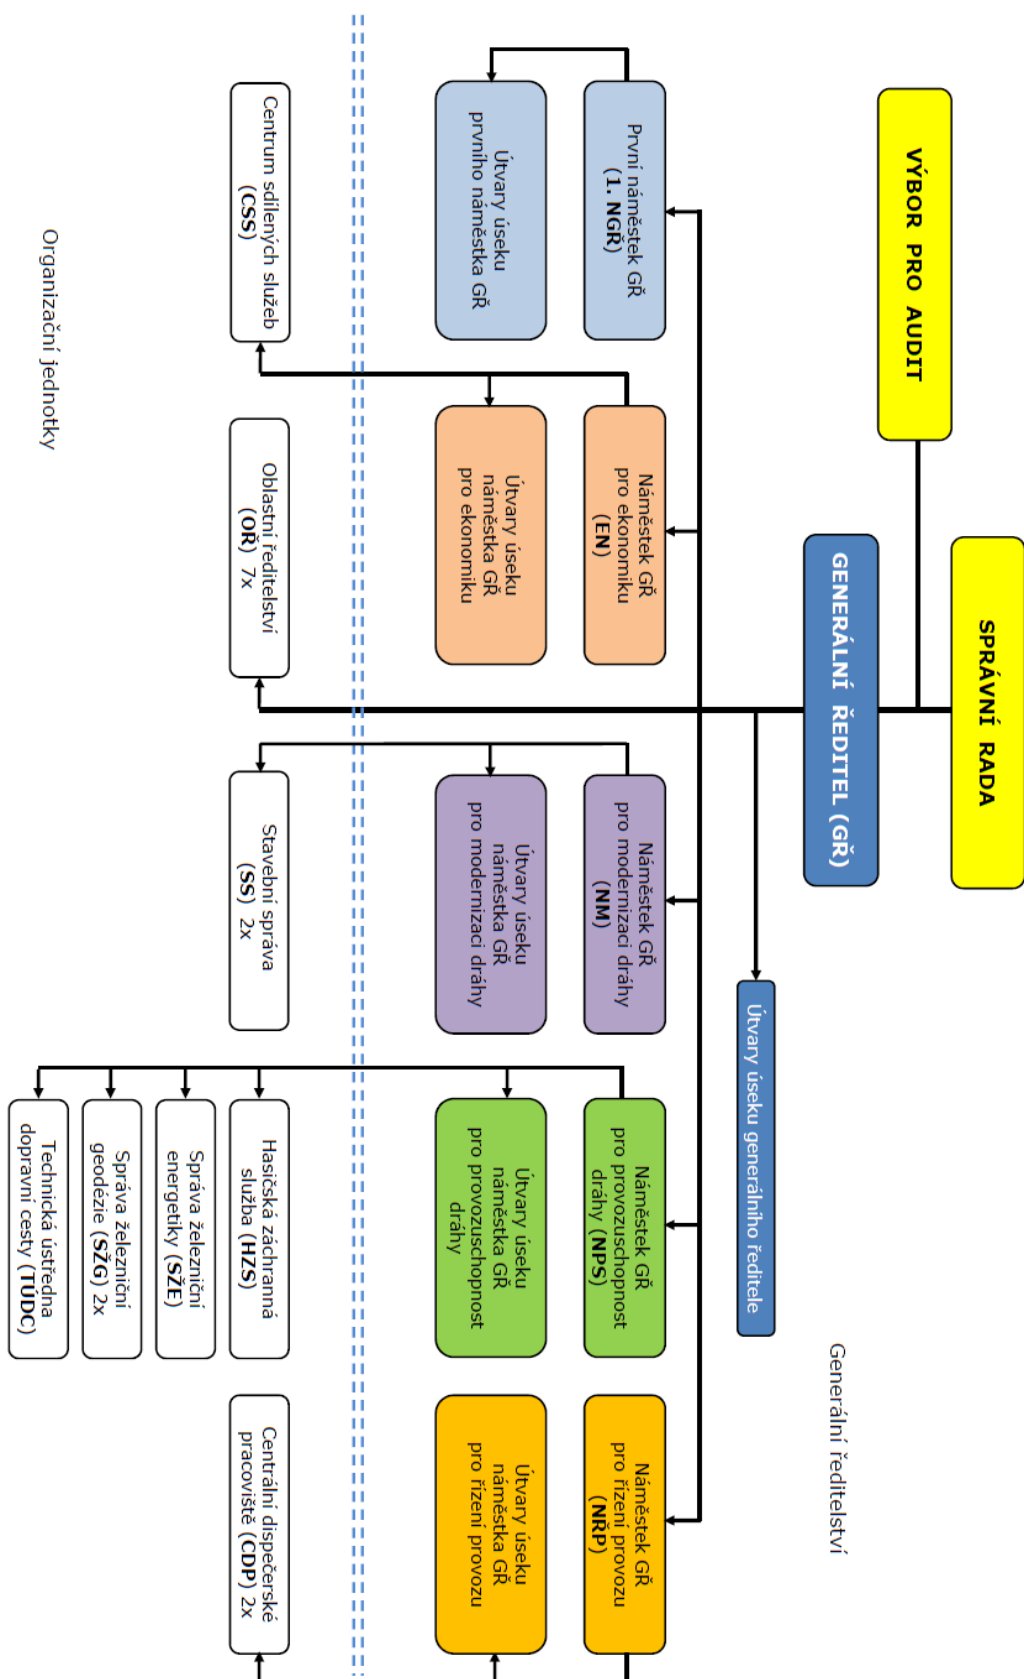 SPRÁVNÍ RADA
VÝBOR PRO AUDIT
GENERÁLNÍ ŘEDITEL (GŘ)
Generální ředitelství
Útvary úseku generálního ředitele
První náměstek GŘ
(1. NGŘ)
Náměstek GŘ
pro ekonomiku
(EN)
Náměstek GŘ
pro modernizaci dráhy
(NM)
Náměstek GŘ
pro provozuschopnost
dráhy (NPS)
Náměstek GŘ
pro řízení provozu
(NŘP)
Útvary úseku
prvního náměstka GŘ
Útvary úseku
náměstka GŘ
pro ekonomiku
Útvary úseku
náměstka GŘ
pro modernizaci dráhy
Útvary úseku
náměstka GŘ
pro provozuschopnost
dráhy
Útvary úseku
náměstka GŘ
pro řízení provozu
Centrum sdílených služeb
(CSS)
Oblastní ředitelství
(OŘ) 7x
Stavební správa
(SS) 2x
Hasičská záchranná
služba (HZS)
Centrální dispečerské
pracoviště (CDP) 2x
Správa železniční
energetiky (SŽE)
Správa železniční
geodézie (SŽG) 2x
Technická ústředna
dopravní cesty (TÚDC)
Organizační jednotky